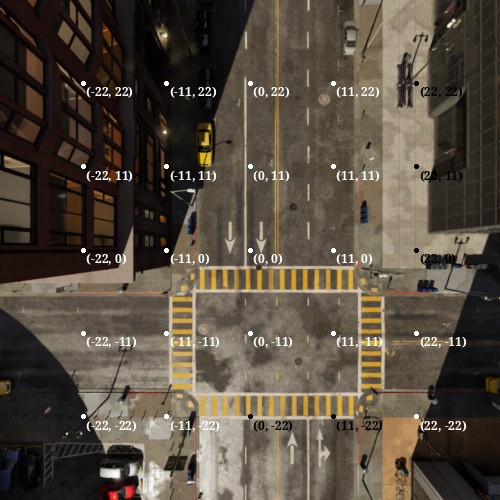 (-22, 22) (-11, 22) (0, 22) (11, 22) (22, 22)
(-22, 11) (-11, 11) (0, 11) (11, 11) (22, 11)
(-22, 0) (-11, 0) (0, 0) (11, 0) (22, 0)
(-22, -11) (-11, -11) (0, -11) (11, -11) (22, -11)
(-22, -22) (-11, -22) (0, -22) (11, -22) (22, -22)